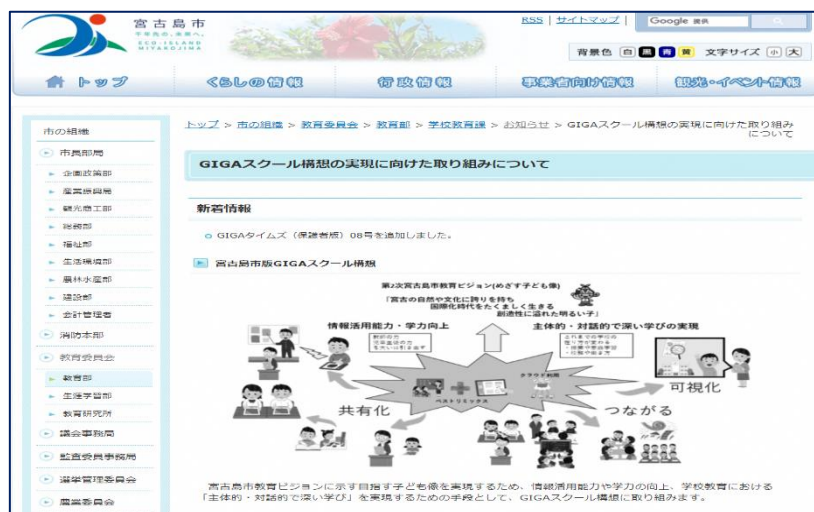 宮古島市
千年先の、未来へ。
ECO-ISLAND
MIYAKOJIMA
RSS | サイトマップ |
Google 提供
背景色 白 黒 青 黄 文字サイズ 小 大
トップ
くらしの情報
行政情報
事業者向け情報
観光・イベント情報
市の組織
市長部局
企画政策部
産業振興局
観光商工部
総務部
福祉部
生活環境部
農林水産部
建設部
会計管理者
消防本部
教育委員会
教育部
生涯学習部
教育研究所
議会事務局
監査委員事務局
選挙管理委員会
農業委員会
トップ > 市の組織 > 教育委員会 > 教育部 > 学校教育課 > お知らせ > GIGAスクール構想の実現に向けた取り組み
について
GIGAスクール構想の実現に向けた取り組みについて
新着情報
GIGAタイムズ（保護者版）08号を追加しました。
宮古島市版GIGAスクール構想
第2次宮古島市教育ビジョン(めざす子ども像)
「宮古の自然や文化に誇りを持ち
国際化時代をたくましく生きる
創造性に溢れた明るい子」
情報活用能力・学力向上
主体的・対話的で深い学びの実現
クラウド利用
ベストミックス
可視化
共有化
つながる
宮古島市教育ビジョンに示す目指す子ども像を実現するため、情報活用能力や学力の向上、学校教育における
「主体的・対話的で深い学び」を実現するための手段として、GIGAスクール構想に取り組みます。